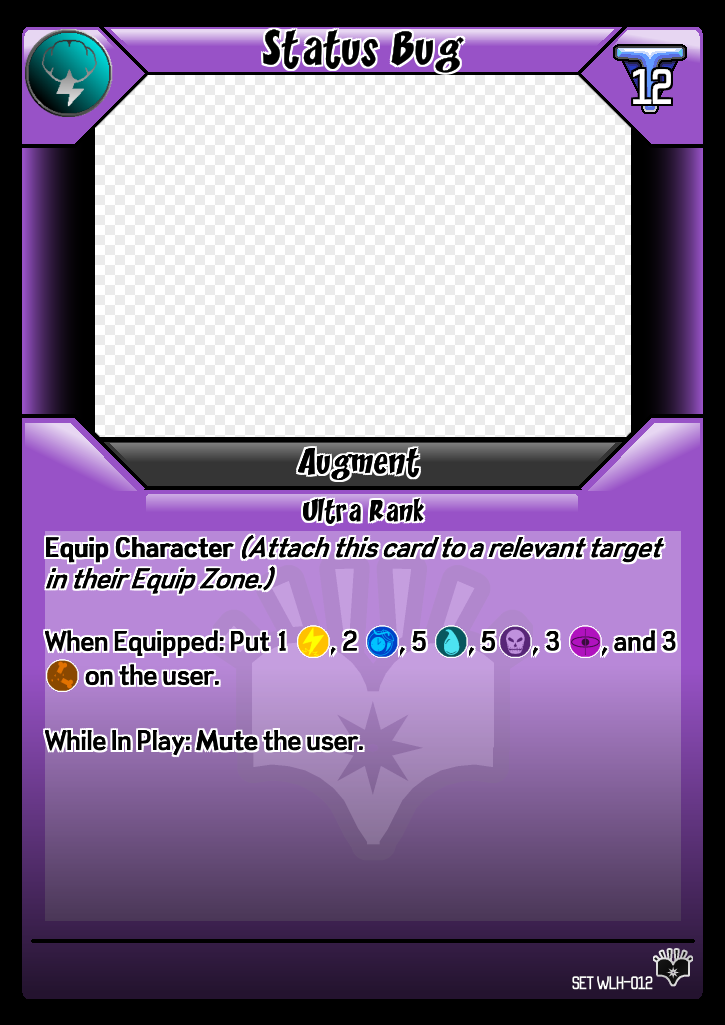 Status Bug
12
Augment
Ultra Rank
Equip Character (Attach this card to a relevant target
in their Equip Zone.)
When Equipped: Put 1 , 2 , 5 , 5 , 3 , and 3
on the user.
While In Play: Mute the user.
SET WLH-012